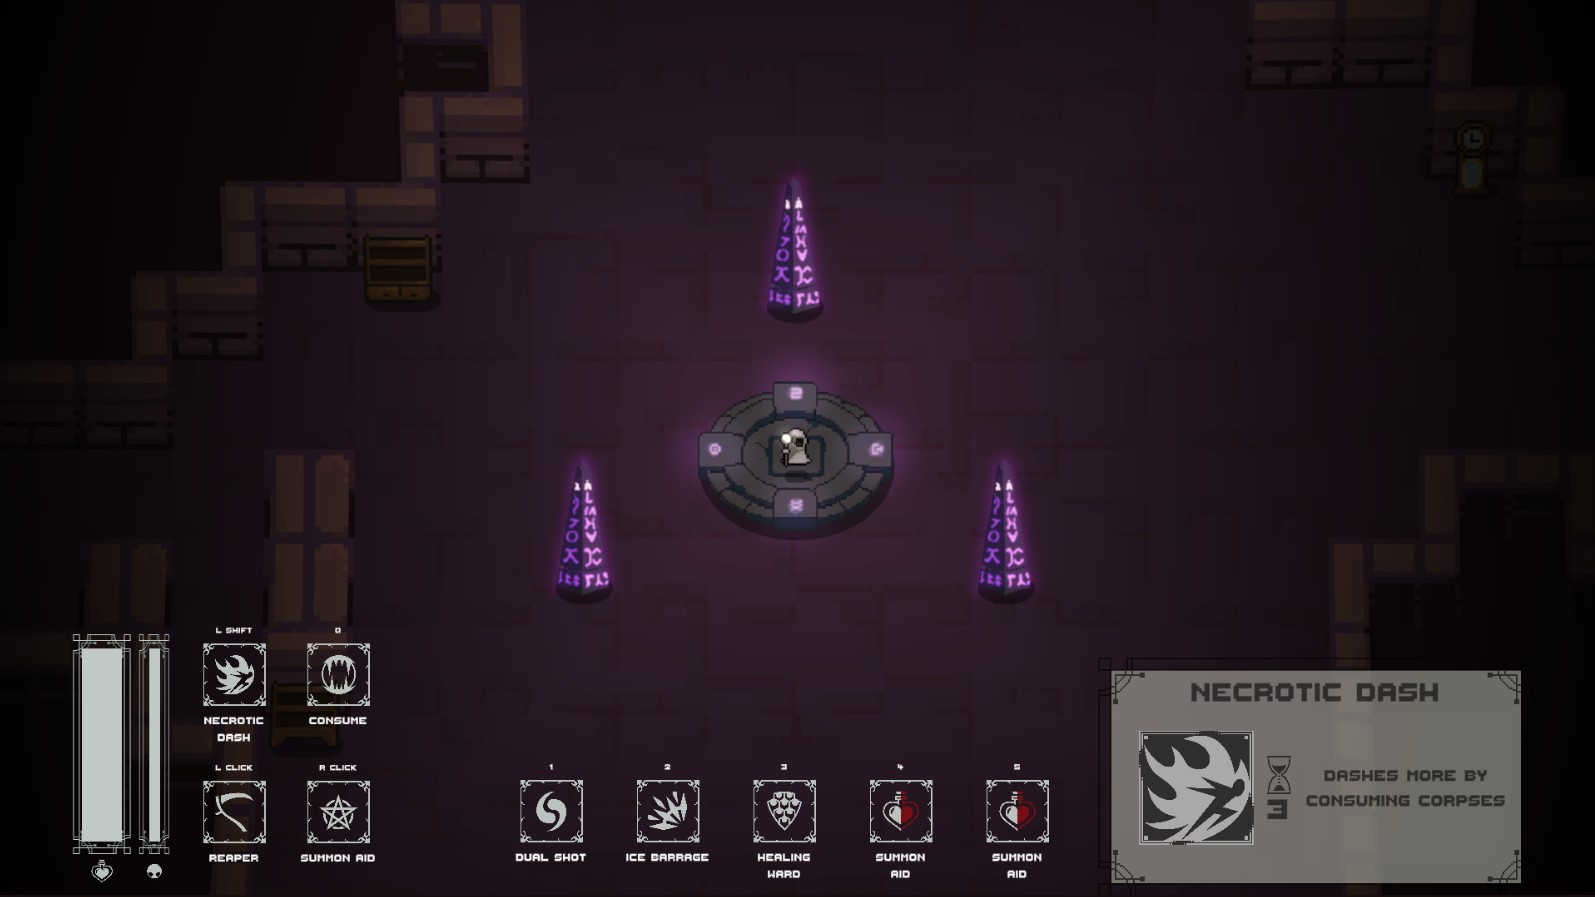 L SHIFT
Q
NECROTIC
DASH
CONSUME
L CLICK
R CLICK
REAPER
SUMMON AID
1
2
3
4
5
DUAL SHOT
ICE BARRAGE
HEALING
WARD
SUMMON
AID
SUMMON
AID
NECROTIC DASH
3
DASHES MORE BY
CONSUMING CORPSES